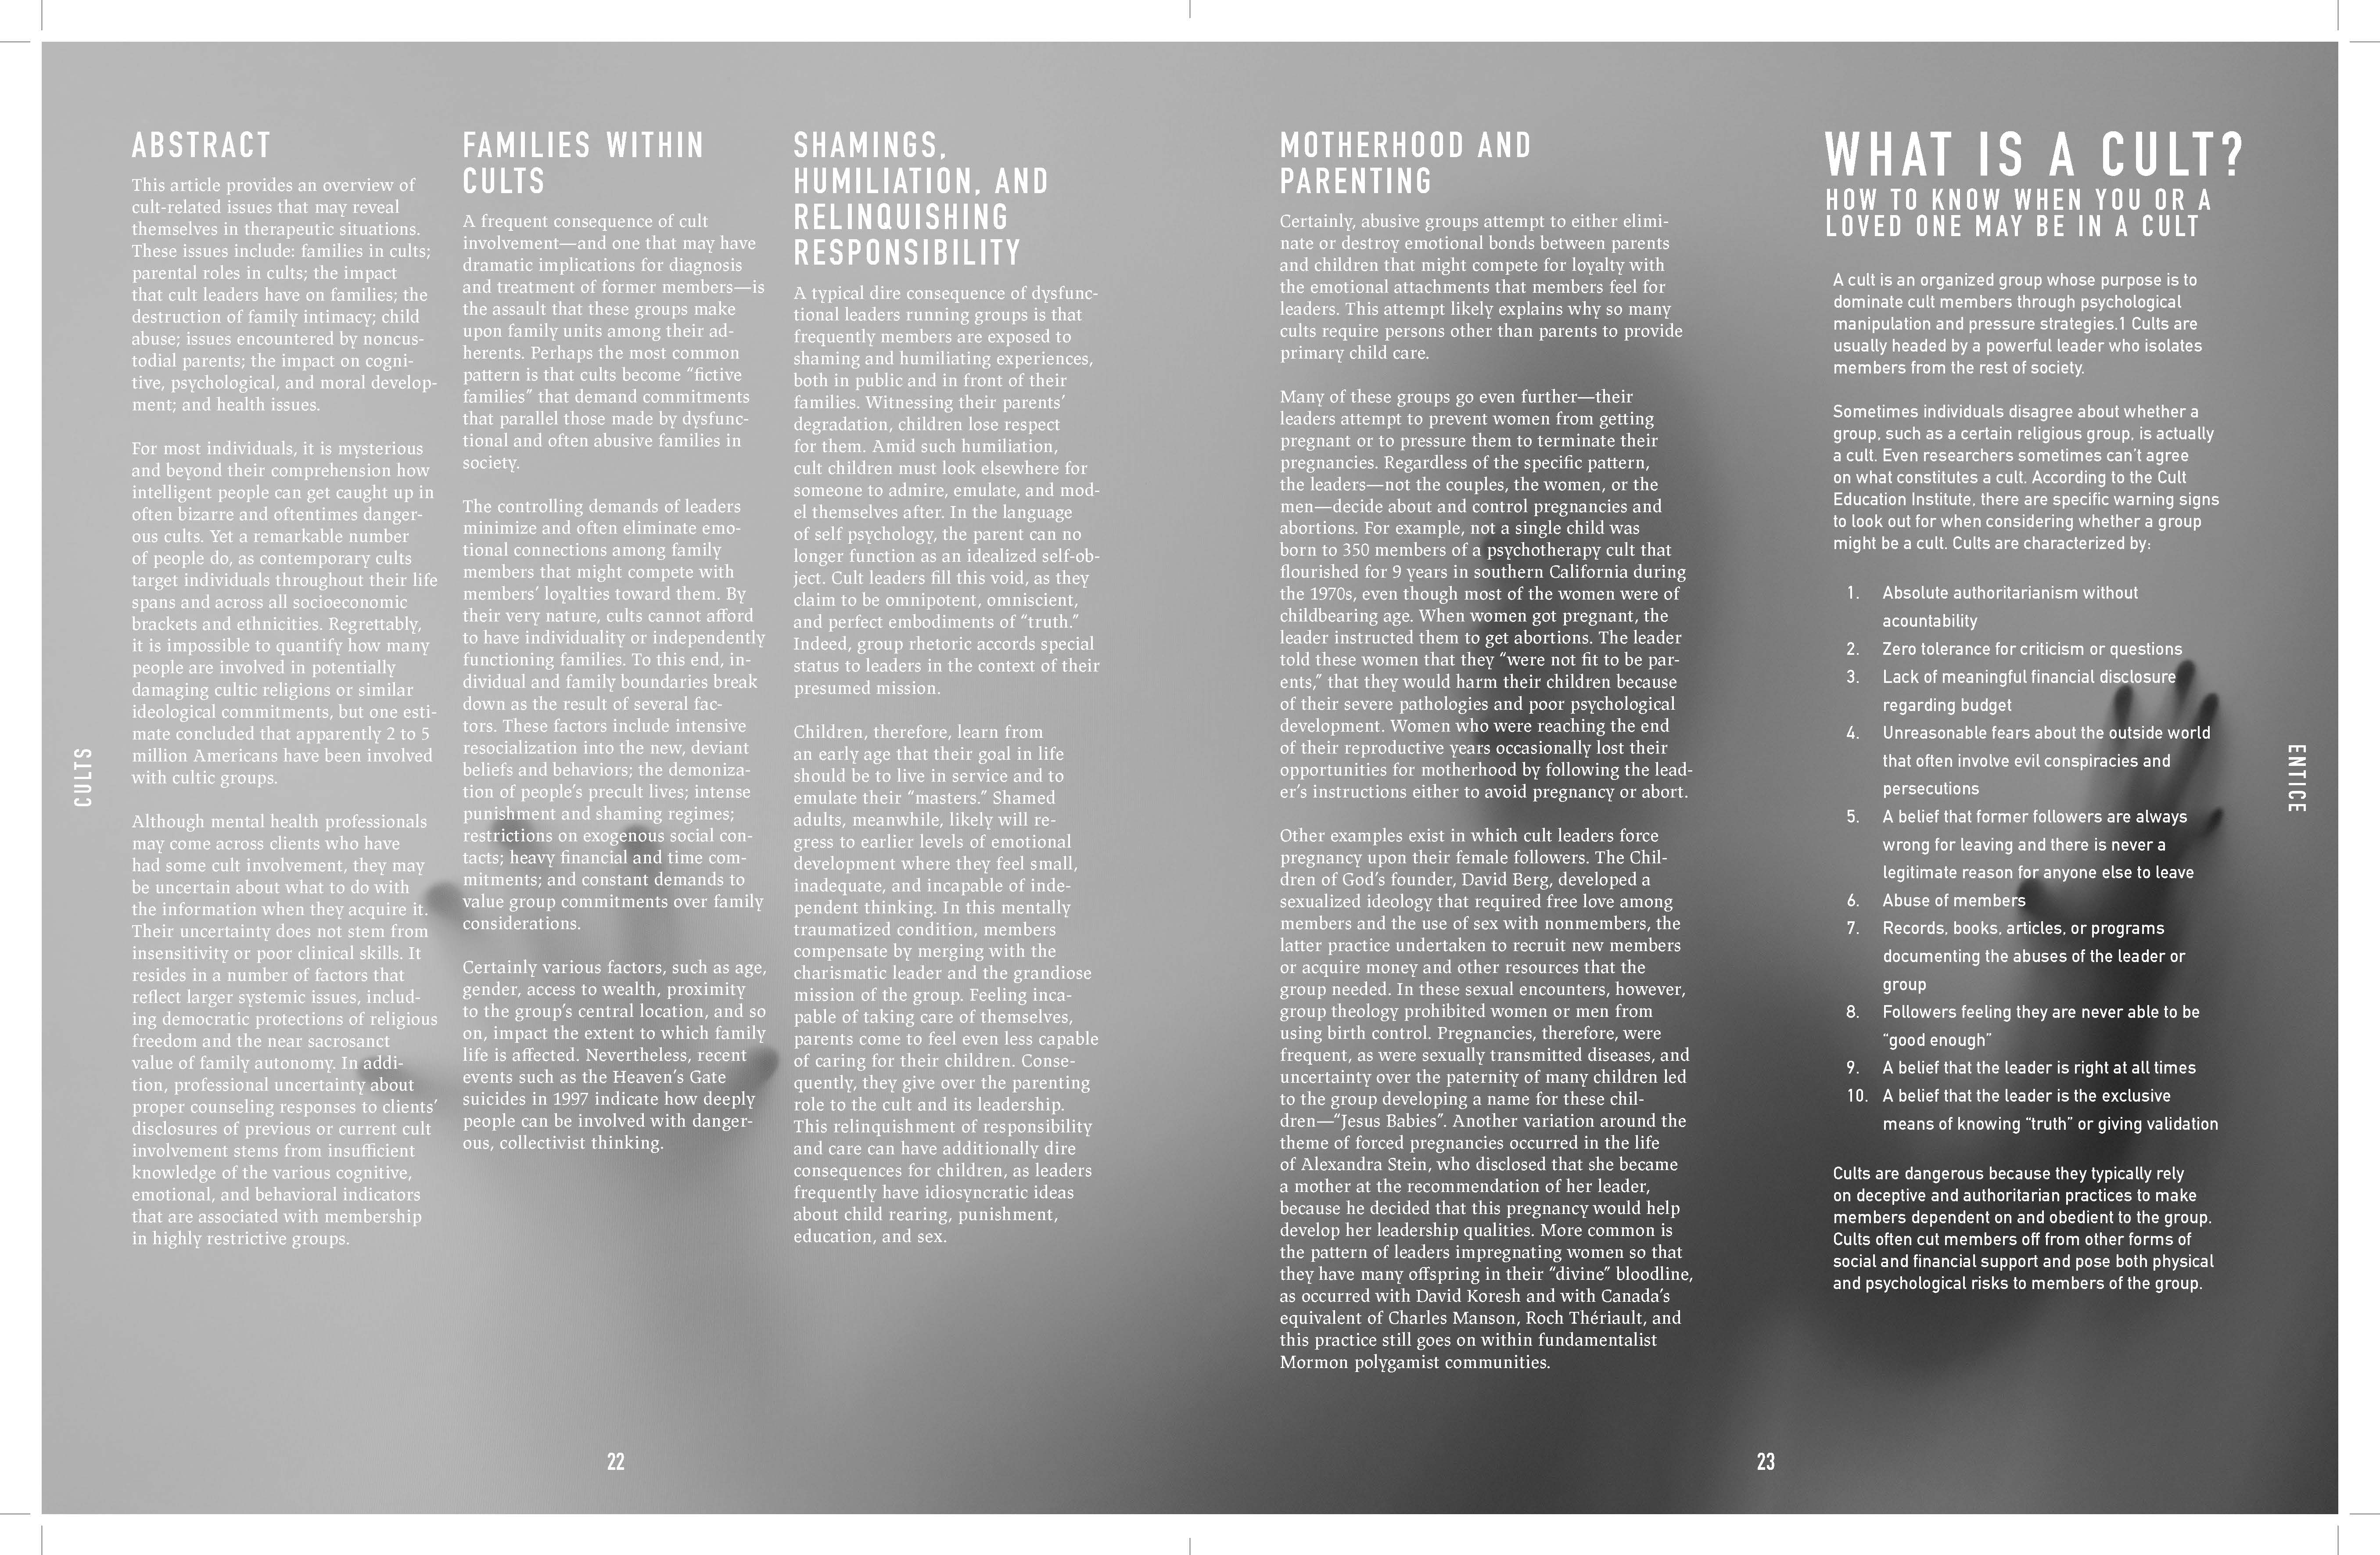 ABSTRACT
This article provides an overview of
cult-related issues that may reveal
themselves in therapeutic situations.
These issues include: families in cults;
parental roles in cults; the impact
that cult leaders have on families; the
destruction of family intimacy; child
abuse; issues encountered by noncus-
todial parents; the impact on cogni-
tive, psychological, and moral develop-
ment; and health issues.
For most individuals, it is mysterious
and beyond their comprehension how
intelligent people can get caught up in
often bizarre and oftentimes danger-
ous cults. Yet a remarkable number
of people do, as contemporary cults
target individuals throughout their life
spans and across all socioeconomic
brackets and ethnicities. Regrettably,
it is impossible to quantify how many
people are involved in potentially
damaging cultic religions or similar
ideological commitments, but one esti-
mate concluded that apparently 2 to 5
million Americans have been involved
with cultic groups.
Although mental health professionals
may come across clients who have
had some cult involvement, they may
be uncertain about what to do with
the information when they acquire it.
Their uncertainty does not stem from
insensitivity or poor clinical skills. It
resides in a number of factors that
reflect larger systemic issues, includ-
ing democratic protections of religious
freedom and the near sacrosanct
value of family autonomy. In addi-
tion, professional uncertainty about
proper counseling responses to clients’
disclosures of previous or current cult
involvement stems from insufficient
knowledge of the various cognitive,
emotional, and behavioral indicators
that are associated with membership
in highly restrictive groups.
FAMILIES WITHIN
CULTS
A frequent consequence of cult
involvement—and one that may have
dramatic implications for diagnosis
and treatment of former members—is
the assault that these groups make
upon family units among their ad-
herents. Perhaps the most common
pattern is that cults become “fictive
families” that demand commitments
that parallel those made by dysfunc-
tional and often abusive families in
society.
The controlling demands of leaders
minimize and often eliminate emo-
tional connections among family
members that might compete with
members’ loyalties toward them. By
their very nature, cults cannot afford
to have individuality or independently
functioning families. To this end, in-
dividual and family boundaries break
down as the result of several fac-
tors. These factors include intensive
resocialization into the new, deviant
beliefs and behaviors; the demoniza-
tion of people’s precult lives; intense
punishment and shaming regimes;
restrictions on exogenous social con-
tacts; heavy financial and time com-
mitments; and constant demands to
value group commitments over family
considerations.
Certainly various factors, such as age,
gender, access to wealth, proximity
to the group’s central location, and so
on, impact the extent to which family
life is affected. Nevertheless, recent
events such as the Heaven’s Gate
suicides in 1997 indicate how deeply
people can be involved with danger-
ous, collectivist thinking.
SHAMINGS,
HUMILIATION, AND
RELINQUISHING
RESPONSIBILITY
A typical dire consequence of dysfunc-
tional leaders running groups is that
frequently members are exposed to
shaming and humiliating experiences,
both in public and in front of their
families. Witnessing their parents’
degradation, children lose respect
for them. Amid such humiliation,
cult children must look elsewhere for
someone to admire, emulate, and mod-
el themselves after. In the language
of self psychology, the parent can no
longer function as an idealized self-ob-
ject. Cult leaders fill this void, as they
claim to be omnipotent, omniscient,
and perfect embodiments of “truth.”
Indeed, group rhetoric accords special
status to leaders in the context of their
presumed mission.
Children, therefore, learn from
an early age that their goal in life
should be to live in service and to
emulate their “masters.” Shamed
adults, meanwhile, likely will re-
gress to earlier levels of emotional
development where they feel small,
inadequate, and incapable of inde-
pendent thinking. In this mentally
traumatized condition, members
compensate by merging with the
charismatic leader and the grandiose
mission of the group. Feeling inca-
pable of taking care of themselves,
parents come to feel even less capable
of caring for their children. Conse-
quently, they give over the parenting
role to the cult and its leadership.
This relinquishment of responsibility
and care can have additionally dire
consequences for children, as leaders
frequently have idiosyncratic ideas
about child rearing, punishment,
education, and sex.
CULTS
22
MOTHERHOOD AND
PARENTING
Certainly, abusive groups attempt to either elimi-
nate or destroy emotional bonds between parents
and children that might compete for loyalty with
the emotional attachments that members feel for
leaders. This attempt likely explains why so many
cults require persons other than parents to provide
primary child care.
Many of these groups go even further—their
leaders attempt to prevent women from getting
pregnant or to pressure them to terminate their
pregnancies. Regardless of the specific pattern,
the leaders—not the couples, the women, or the
men—decide about and control pregnancies and
abortions. For example, not a single child was
born to 350 members of a psychotherapy cult that
flourished for 9 years in southern California during
the 1970s, even though most of the women were of
childbearing age. When women got pregnant, the
leader instructed them to get abortions. The leader
told these women that they “were not fit to be par-
ents,” that they would harm their children because
of their severe pathologies and poor psychological
development. Women who were reaching the end
of their reproductive years occasionally lost their
opportunities for motherhood by following the lead-
er’s instructions either to avoid pregnancy or abort.
Other examples exist in which cult leaders force
pregnancy upon their female followers. The Chil-
dren of God’s founder, David Berg, developed a
sexualized ideology that required free love among
members and the use of sex with nonmembers, the
latter practice undertaken to recruit new members
or acquire money and other resources that the
group needed. In these sexual encounters, however,
group theology prohibited women or men from
using birth control. Pregnancies, therefore, were
frequent, as were sexually transmitted diseases, and
uncertainty over the paternity of many children led
to the group developing a name for these chil-
dren—“Jesus Babies”. Another variation around the
theme of forced pregnancies occurred in the life
of Alexandra Stein, who disclosed that she became
a mother at the recommendation of her leader,
because he decided that this pregnancy would help
develop her leadership qualities. More common is
the pattern of leaders impregnating women so that
they have many offspring in their “divine” bloodline,
as occurred with David Koresh and with Canada’s
equivalent of Charles Manson, Roch Thériault, and
this practice still goes on within fundamentalist
Mormon polygamist communities.
WHAT IS A CULT?
HOW TO KNOW WHEN YOU OR A
LOVED ONE MAY BE IN A CULT
A cult is an organized group whose purpose is to
dominate cult members through psychological
manipulation and pressure strategies.1 Cults are
usually headed by a powerful leader who isolates
members from the rest of society.
Sometimes individuals disagree about whether a
group, such as a certain religious group, is actually
a cult. Even researchers sometimes can’t agree
on what constitutes a cult. According to the Cult
Education Institute, there are specific warning signs
to look out for when considering whether a group
might be a cult. Cults are characterized by:
1. Absolute authoritarianism without
acountability
2. Zero tolerance for criticism or questions
3. Lack of meaningful financial disclosure
regarding budget
4. Unreasonable fears about the outside world
that often involve evil conspiracies and
persecutions
5. A belief that former followers are always
wrong for leaving and there is never a
legitimate reason for anyone else to leave
6. Abuse of members
7. Records, books, articles, or programs
documenting the abuses of the leader or
group
8. Followers feeling they are never able to be
“good enough”
9. A belief that the leader is right at all times
10. A belief that the leader is the exclusive
means of knowing “truth” or giving validation
Cults are dangerous because they typically rely
on deceptive and authoritarian practices to make
members dependent on and obedient to the group.
Cults often cut members off from other forms of
social and financial support and pose both physical
and psychological risks to members of the group.
ENTICE
23